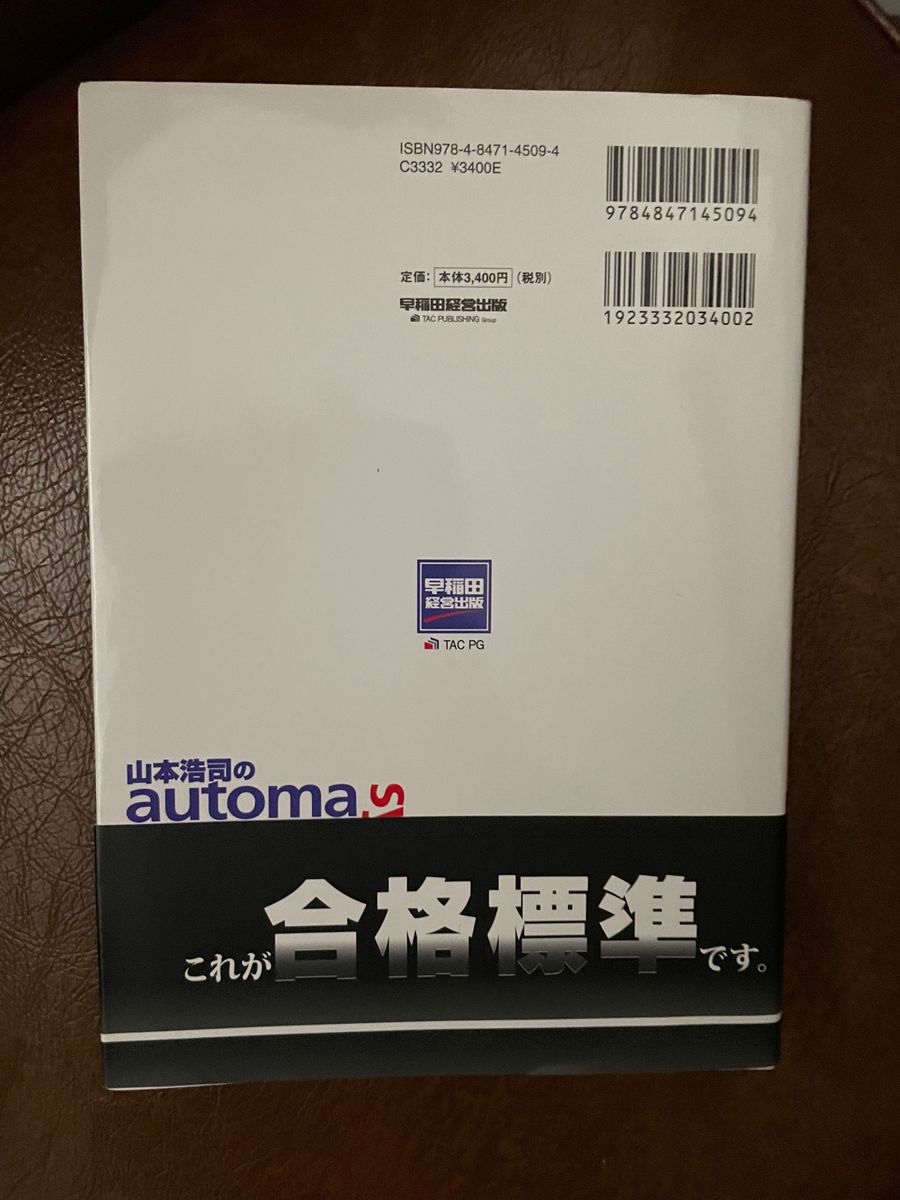 ISBN978-4-8471-4509-4
C3332 ¥3400E
9784847145094
定価：本体3,400円（税別）
早稲田経営出版
TAC PUBLISHING Group
1923332034002
早稲田
経営出版
TAC PG
山本浩司の
automa
sy
これが合格標準です。